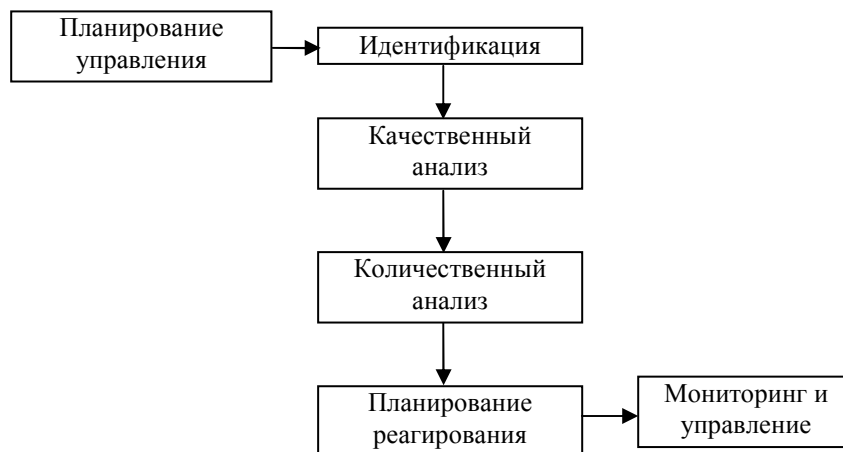 Планирование
управления
Идентификация
Качественный
анализ
Количественный
анализ
Планирование
реагирования
Мониторинг и
управление